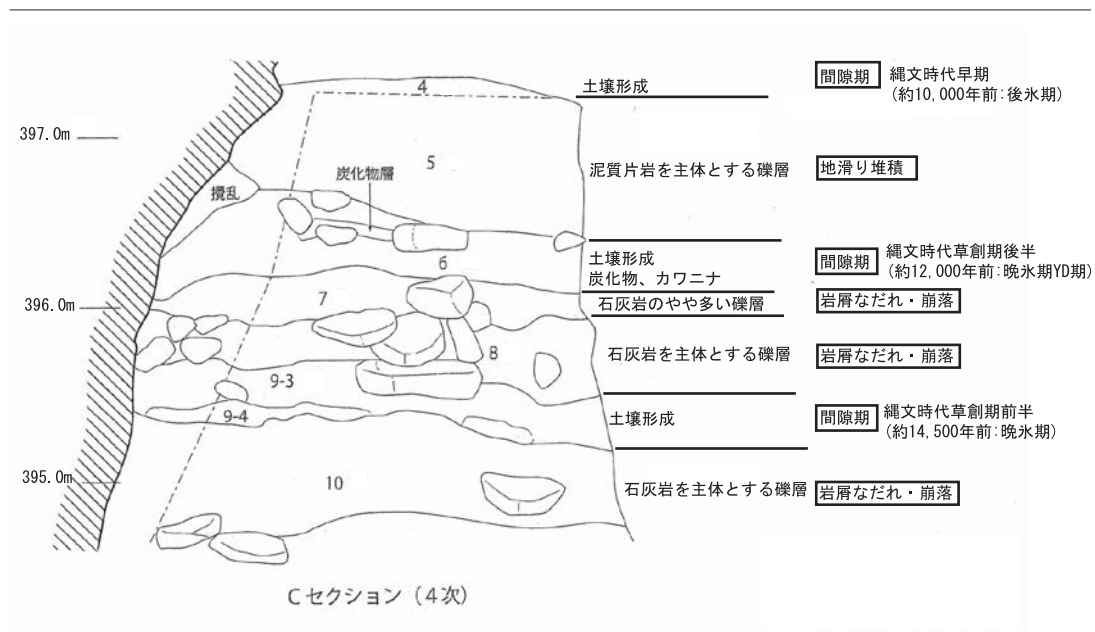 4
土壌形成
間隙期
縄文時代早期
(約10,000年前:後氷期)
397.0m
5
泥質片岩を主体とする礫層
地滑り堆積
炭化物層
攪乱
6
土壌形成
炭化物、カワニナ
間隙期
縄文時代草創期後半
(約12,000年前:晩氷期YD期)
396.0m
7
石灰岩のやや多い礫層
岩屑なだれ・崩落
8
石灰岩を主体とする礫層
岩屑なだれ・崩落
9-3
9-4
土壌形成
間隙期
縄文時代草創期前半
(約14,500年前:晩氷期)
395.0m
10
石灰岩を主体とする礫層
岩屑なだれ・崩落
Cセクション(4次)